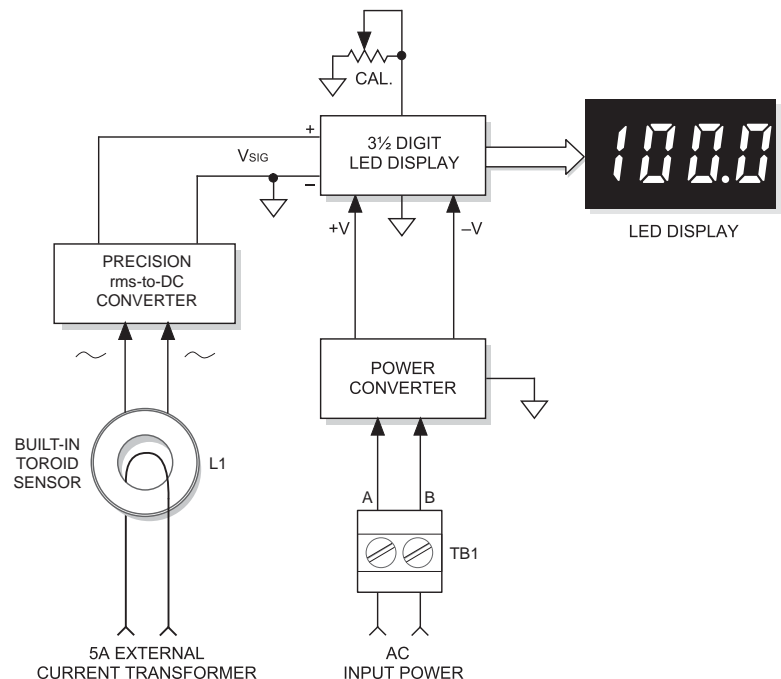 CAL.
+
3½ DIGIT
LED DISPLAY
VSIG
–
100.0
LED DISPLAY
+V
–V
PRECISION
rms-to-DC
CONVERTER
POWER
CONVERTER
BUILT-IN
TOROID
SENSOR
L1
A
B
TB1
5A EXTERNAL
CURRENT TRANSFORMER
AC
INPUT POWER